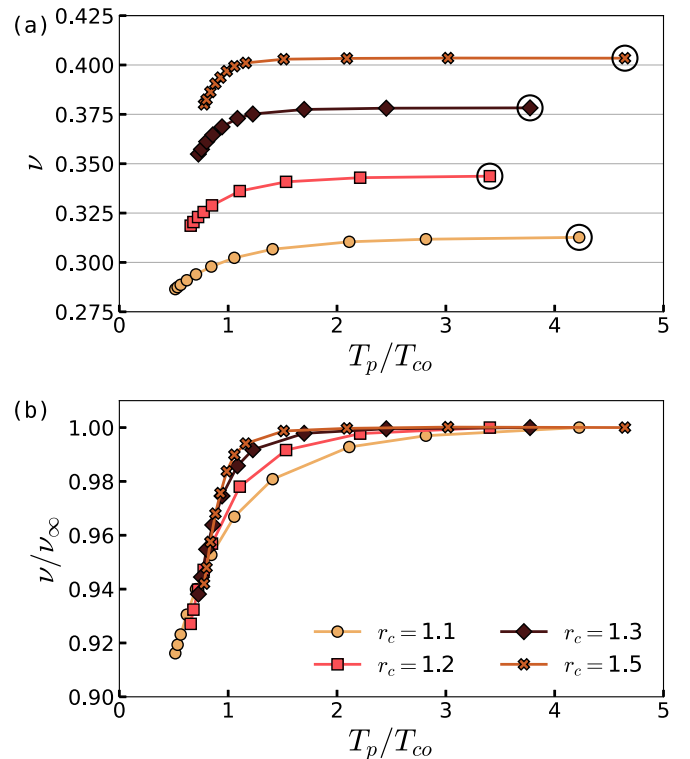 (a)
0.425
0.400
0.375
0.350
0.325
0.300
0.275
ν
0 1 2 3 4 5
T_p/T_co
(b)
1.00
0.98
0.96
0.94
0.92
0.90
ν/ν_∞
r_c = 1.1 r_c = 1.3
r_c = 1.2 r_c = 1.5
0 1 2 3 4 5
T_p/T_co